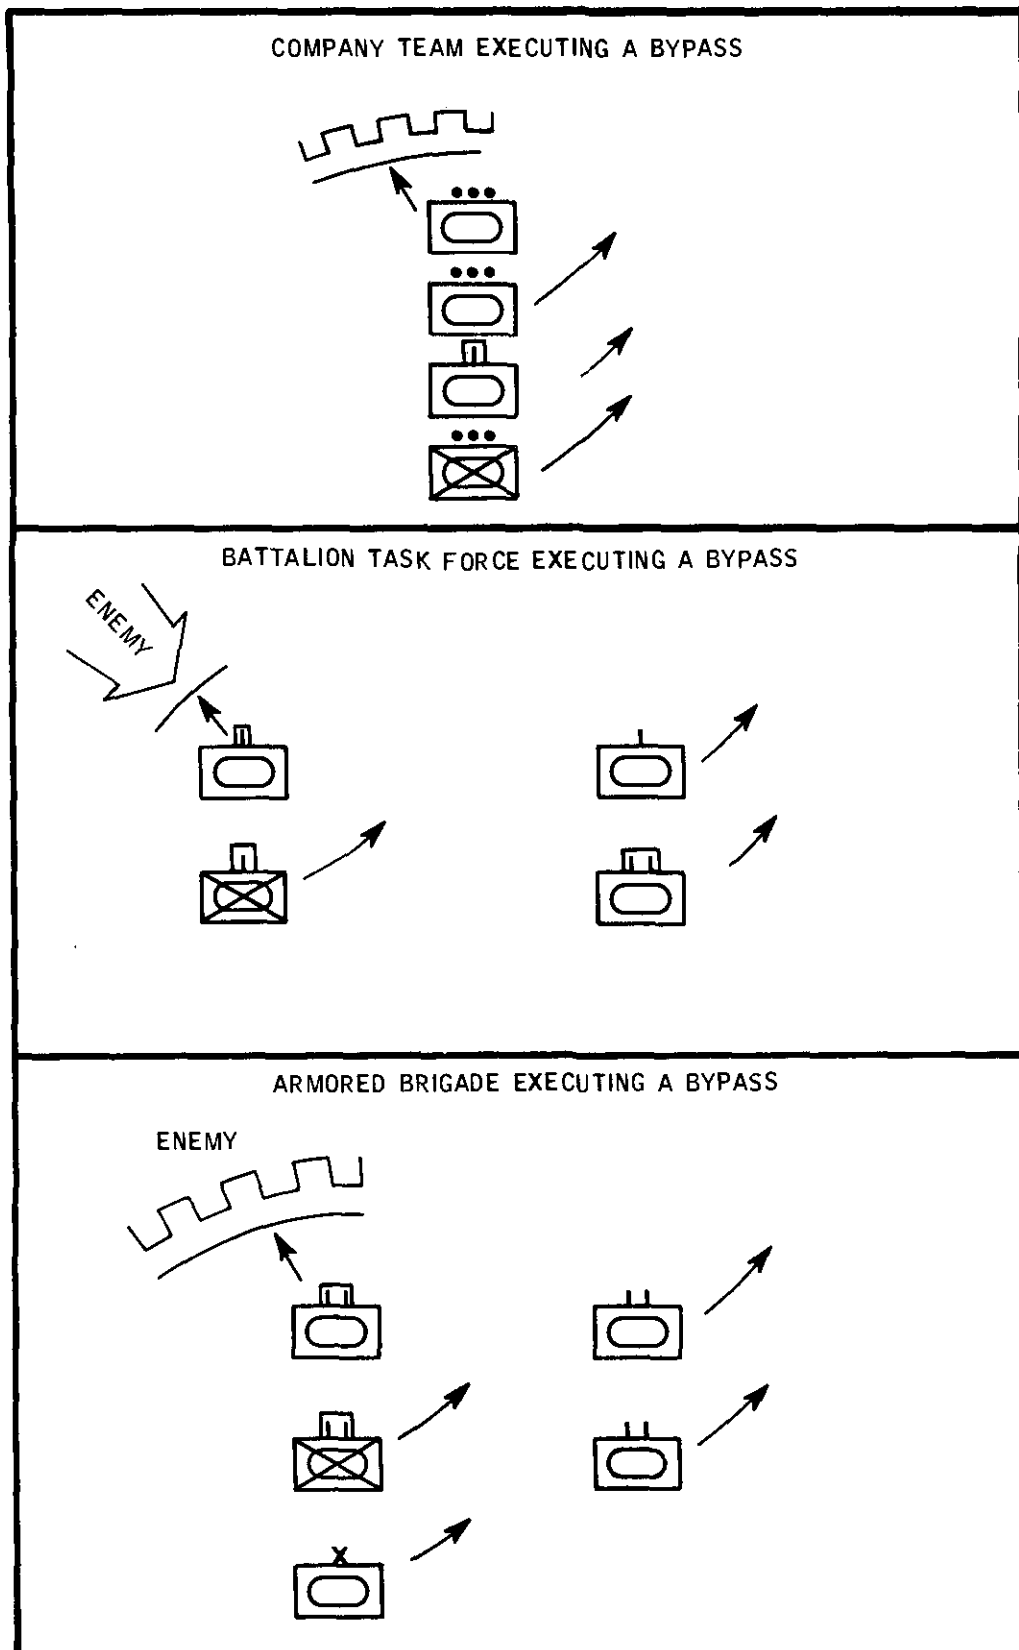 COMPANY TEAM EXECUTING A BYPASS
BATTALION TASK FORCE EXECUTING A BYPASS
ENEMY
ARMORED BRIGADE EXECUTING A BYPASS
ENEMY
X